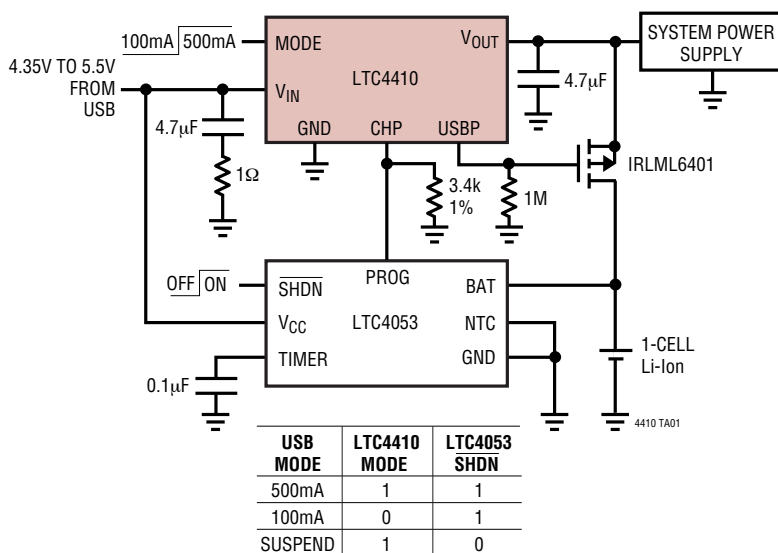 100mA 500mA
MODE
VOUT
SYSTEM POWER
SUPPLY
4.35V TO 5.5V
FROM
USB
LTC4410
VIN
4.7μF
4.7μF
GND
CHP
USBP
1Ω
3.4k
1%
1M
IRLML6401
OFF ON
SHDN
PROG
BAT
VCC
LTC4053
NTC
TIMER
GND
0.1μF
1-CELL
Li-Ion
4410 TA01
USB MODE LTC4410 MODE LTC4053 SHDN
500mA 1 1
100mA 0 1
SUSPEND 1 0